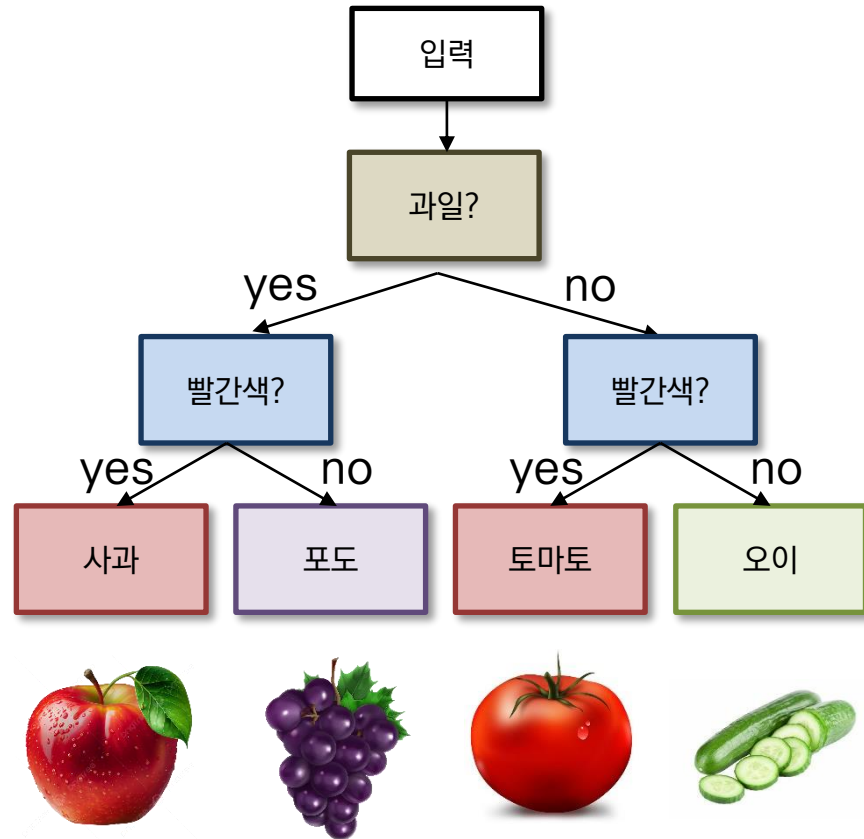 입력
과일?
yes
no
빨간색?
빨간색?
yes
no
yes
no
사과
포도
토마토
오이